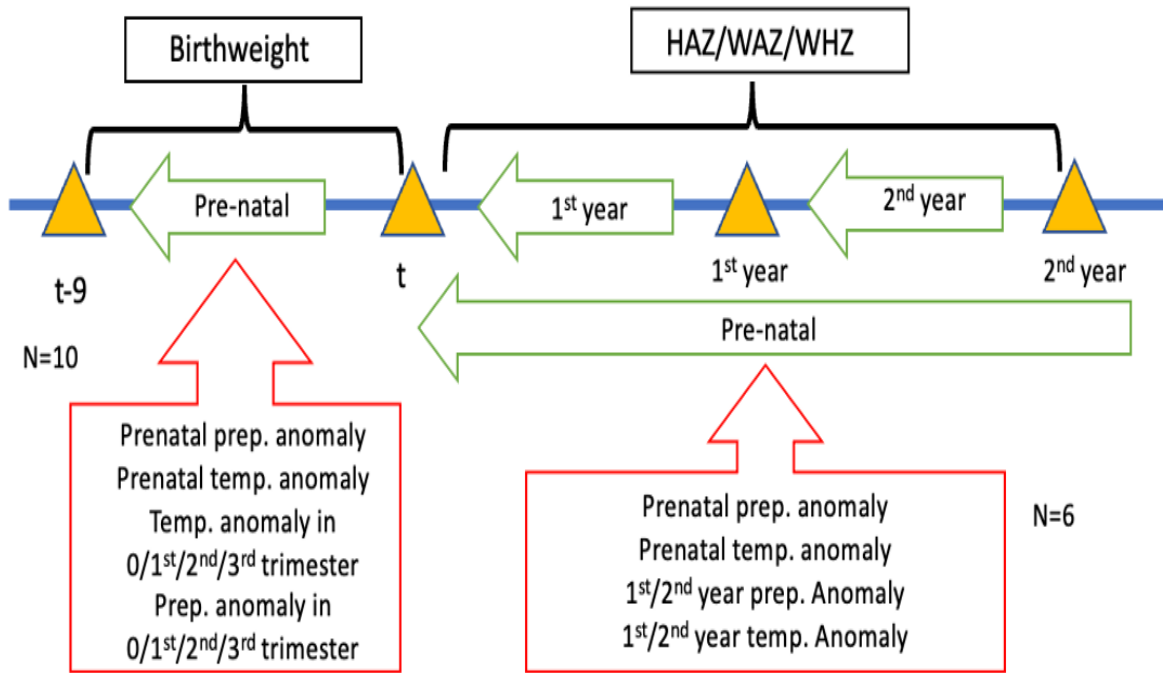 Birthweight
HAZ/WAZ/WHZ
Pre-natal
1st year
2nd year
t-9
t
1st year
2nd year
Pre-natal
N=10
Prenatal prep. anomaly
Prenatal temp. anomaly
Temp. anomaly in
0/1st/2nd/3rd trimester
Prep. anomaly in
0/1st/2nd/3rd trimester
Prenatal prep. anomaly
Prenatal temp. anomaly
1st/2nd year prep. Anomaly
1st/2nd year temp. Anomaly
N=6